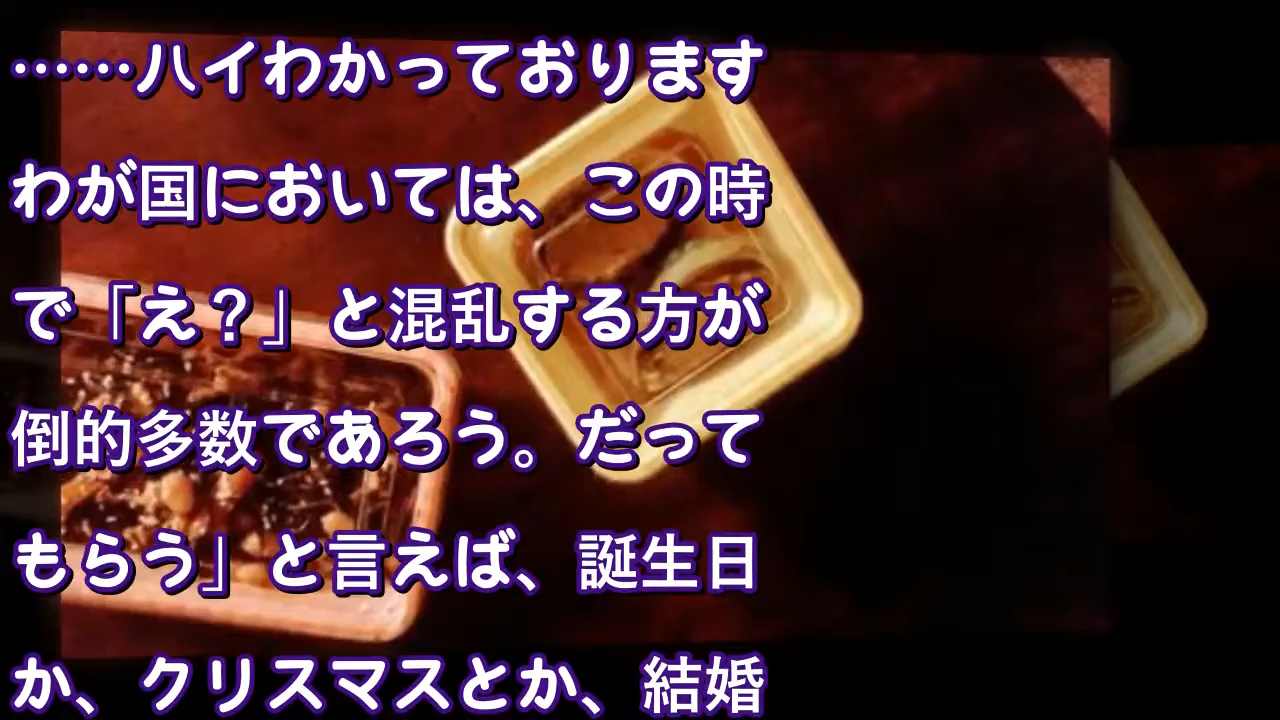 ……ハイわかっております
わが国においては、この時
で「え？」と混乱する方が
倒的多数であろう。だって
もらう」と言えば、誕生日
か、クリスマスとか、結婚